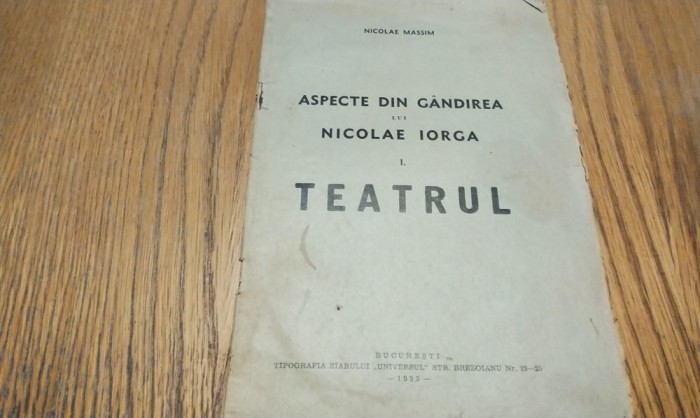 NICOLAE MASSIM
ASPECTE DIN GÂNDIREA
LUI
NICOLAE IORGA
I.
TEATRUL
BUCUREȘTI
TIPOGRAFIA ZIARULUI „UNIVERSUL" STR. BREZOIANU Nr. 23—25